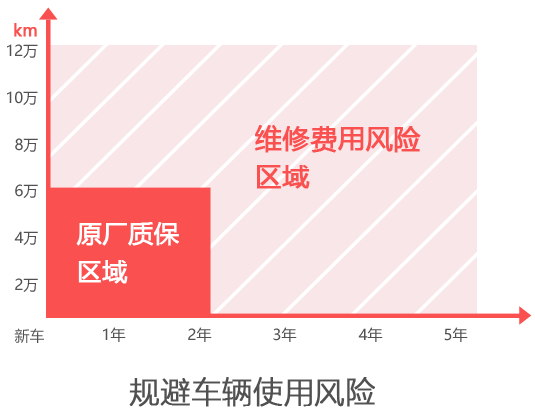 km
12万
10万
8万
6万
4万
2万
维修费用风险
区域
原厂质保
区域
新车 1年 2年 3年 4年 5年
规避车辆使用风险